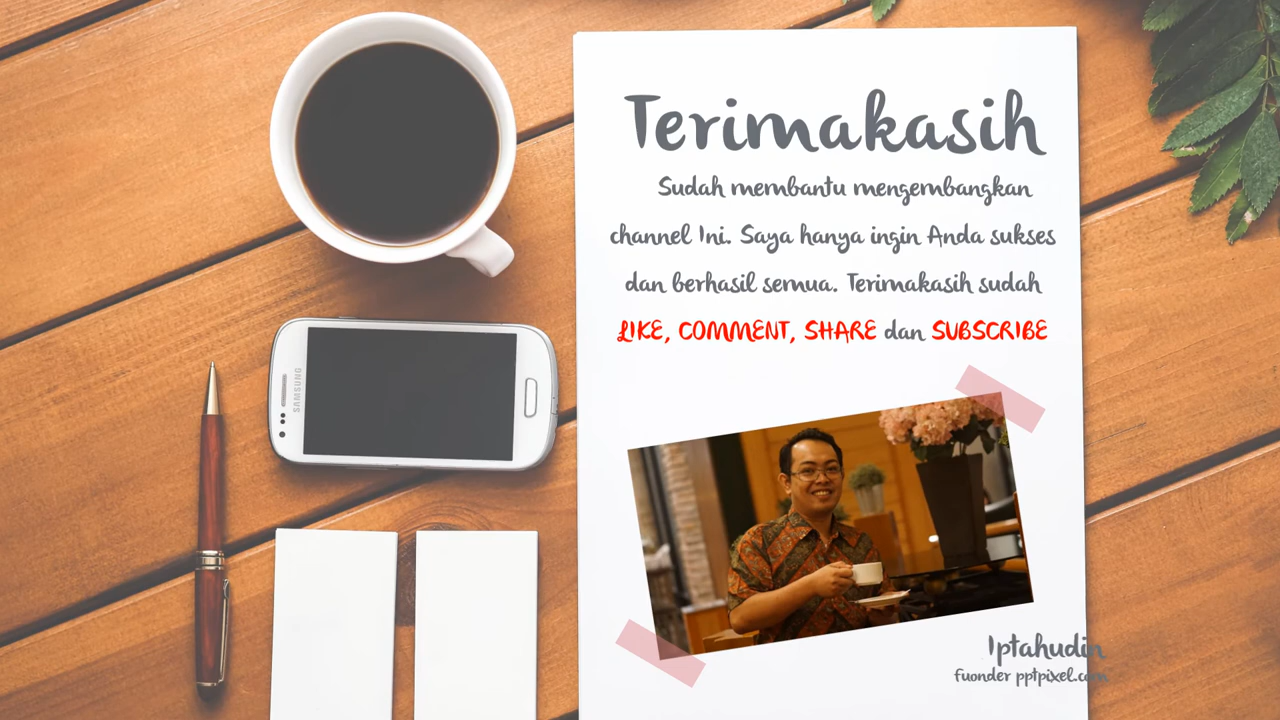 Terimakasih
Sudah membantu mengembangkan
channel Ini. Saya hanya ingin Anda sukses
dan berhasil semua. Terimakasih sudah
LIKE, COMMENT, SHARE dan SUBSCRIBE
SAMSUNG
Iptahudin
fuonder pptpixel.com